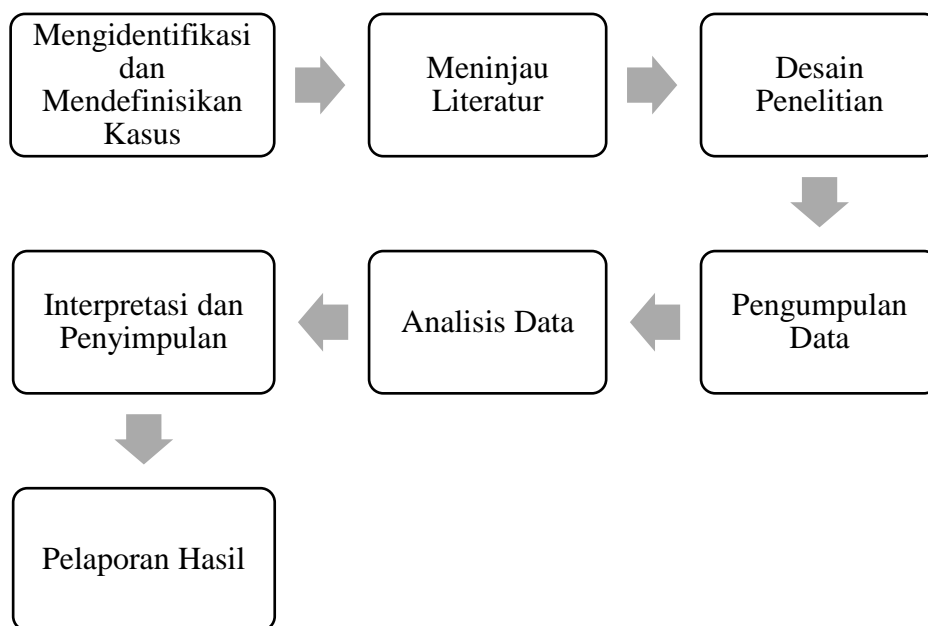 Mengidentifikasi
dan
Mendefinisikan
Kasus
Meninjau
Literatur
Desain
Penelitian
Pengumpulan
Data
Analisis Data
Interpretasi dan
Penyimpulan
Pelaporan Hasil